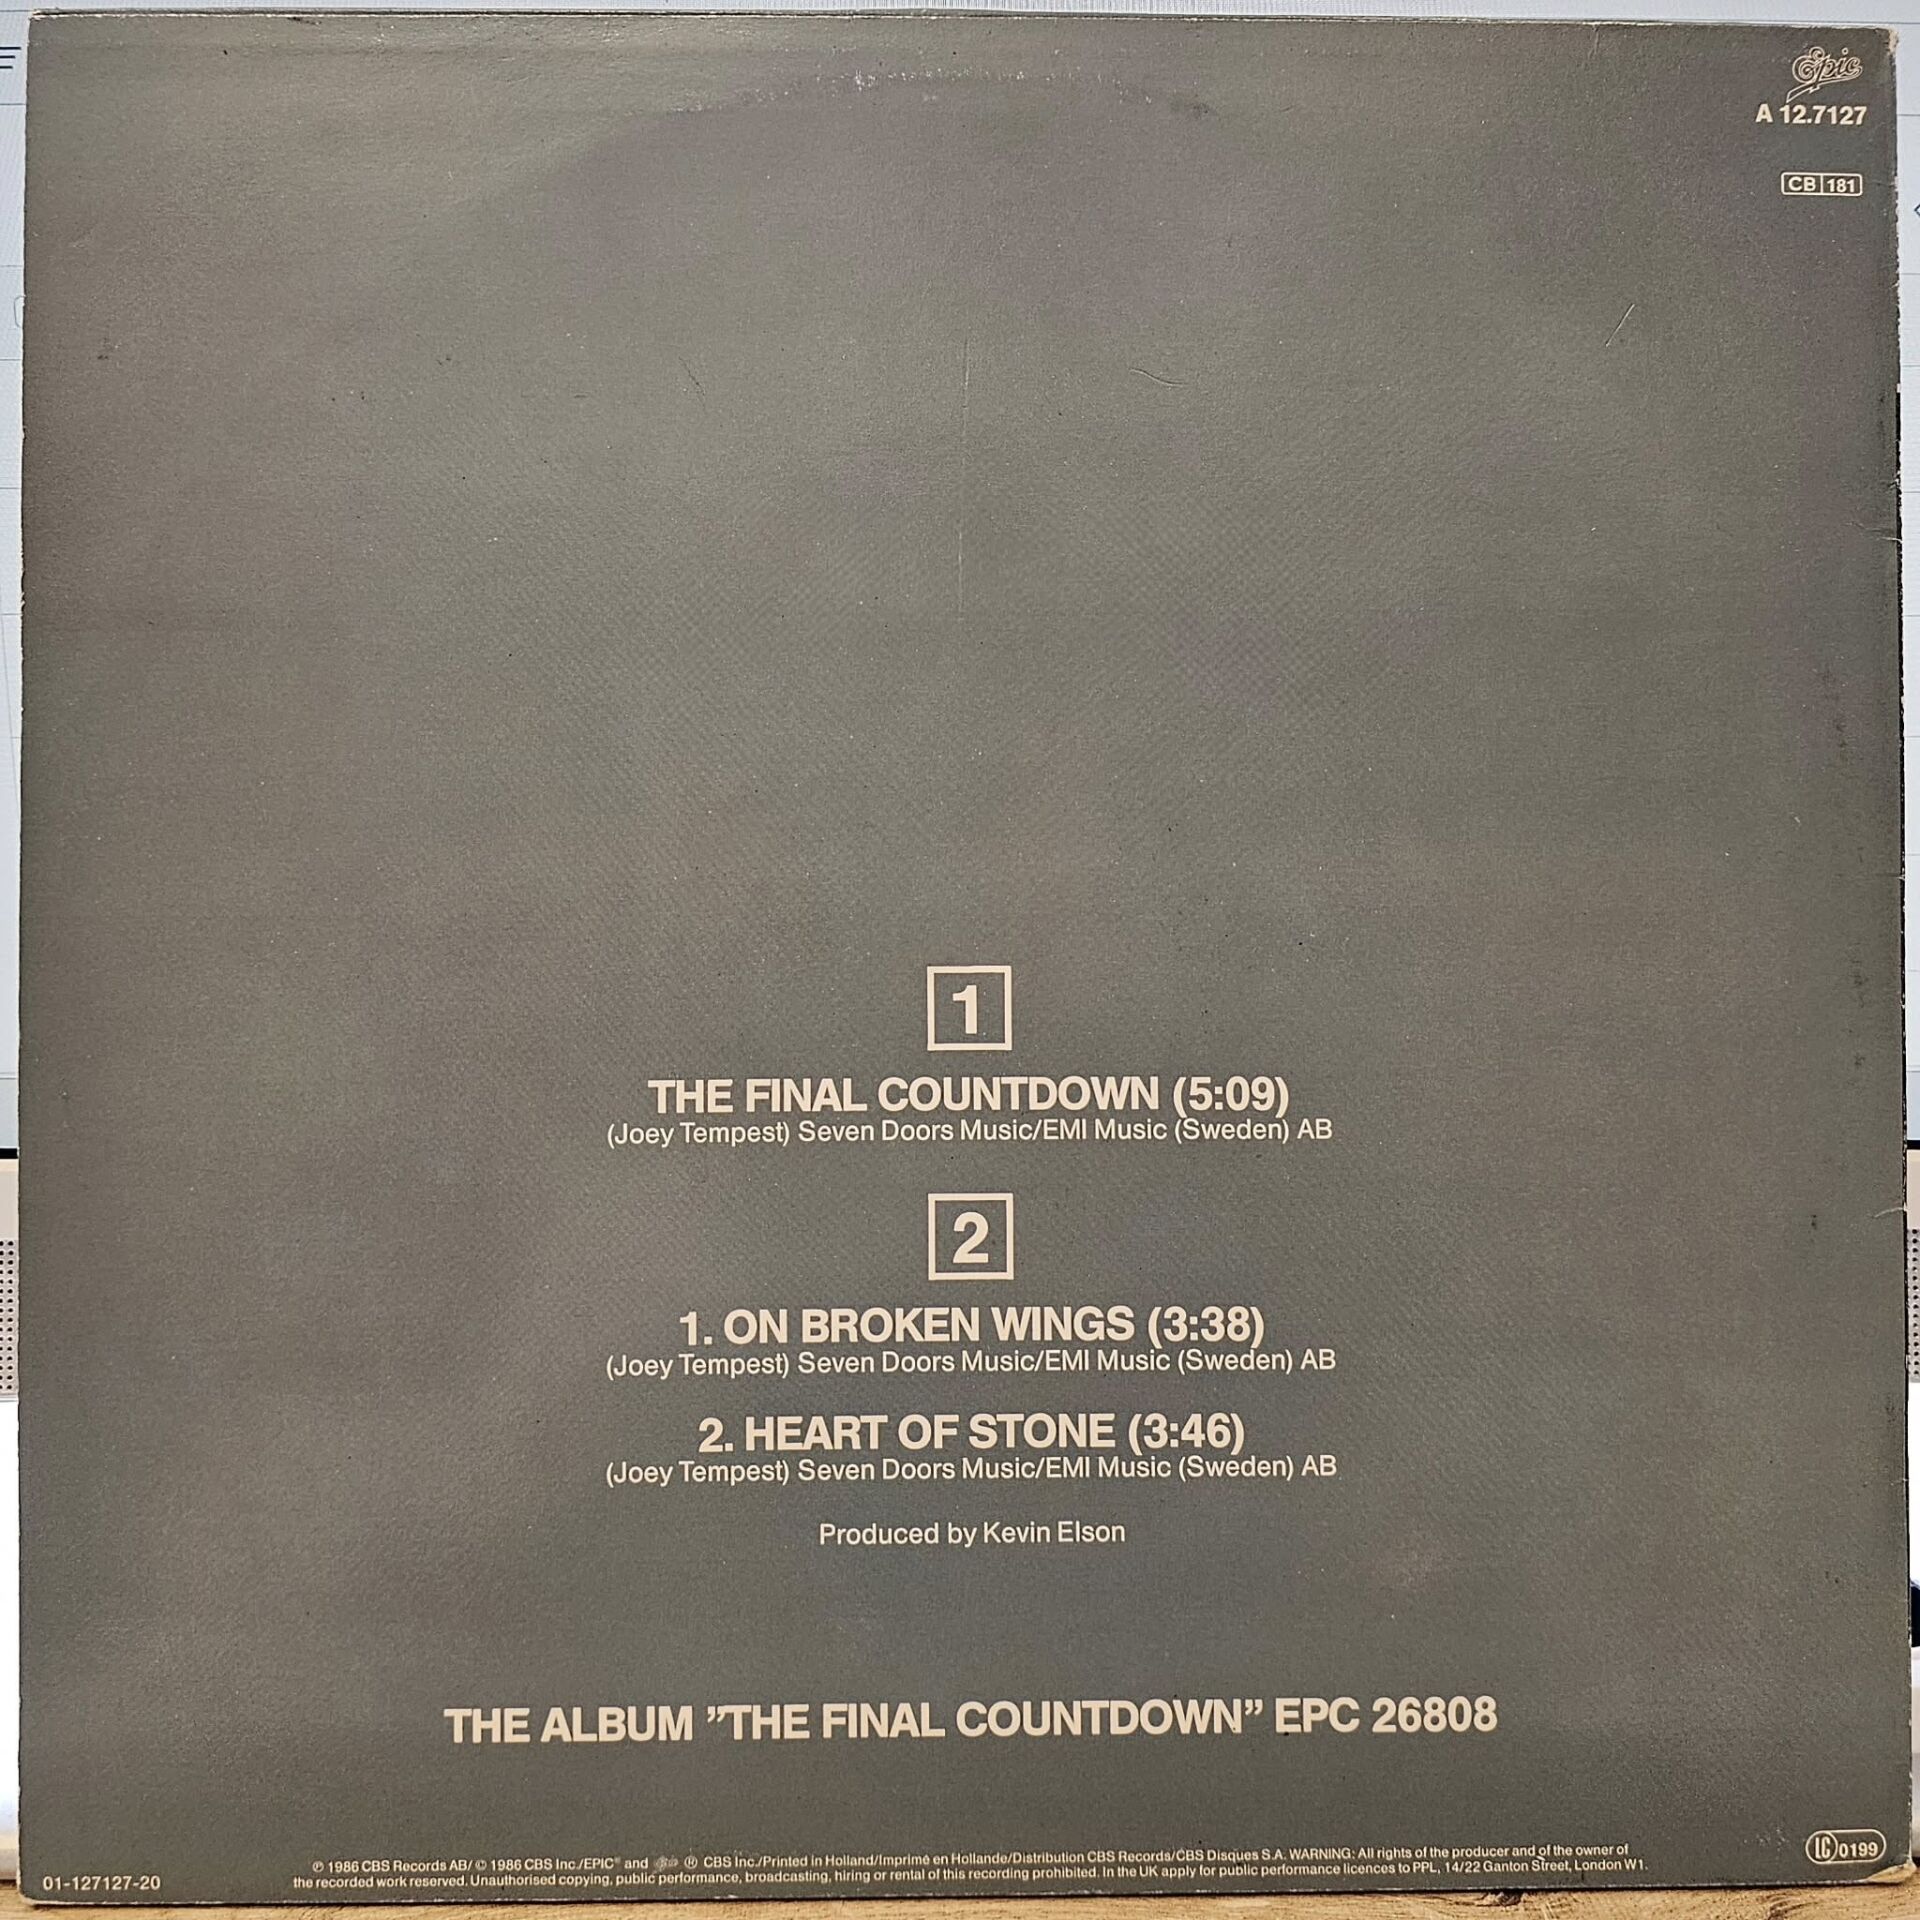 Epic
A 12.7127
CB 181
1
THE FINAL COUNTDOWN (5:09)
(Joey Tempest) Seven Doors Music/EMI Music (Sweden) AB
2
1. ON BROKEN WINGS (3:38)
(Joey Tempest) Seven Doors Music/EMI Music (Sweden) AB
2. HEART OF STONE (3:46)
(Joey Tempest) Seven Doors Music/EMI Music (Sweden) AB
Produced by Kevin Elson
THE ALBUM ”THE FINAL COUNTDOWN” EPC 26808
℗ 1986 CBS Records AB/ © 1986 CBS Inc./EPIC® and Epic ® CBS Inc./Printed in Holland/Imprimé en Hollande/Distribution CBS Records/CBS Disques S.A. WARNING: All rights of the producer and of the owner of
the recorded work reserved. Unauthorised copying, public performance, broadcasting, hiring or rental of this recording prohibited. In the UK apply for public performance licences to PPL, 14/22 Ganton Street, London W1.
01-127127-20
LC 0199